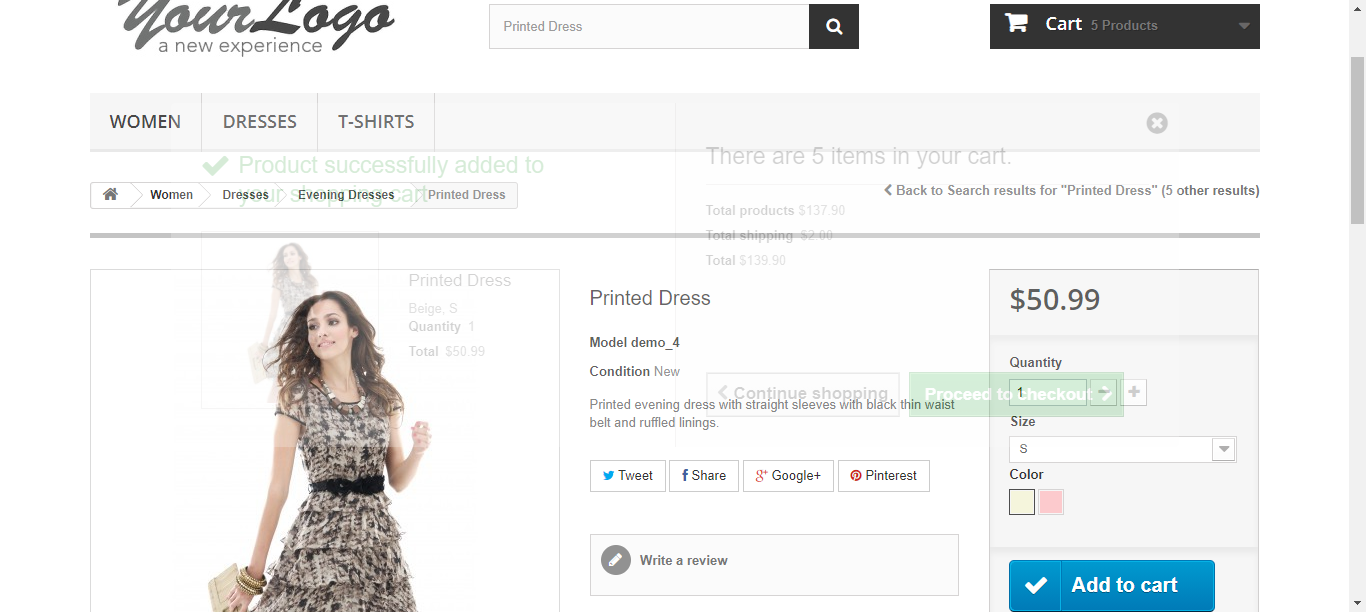 YourLogo
a new experience
Printed Dress
Cart 5 Products
WOMEN DRESSES T-SHIRTS
Product successfully added to
your shopping cart
There are 5 items in your cart.
Women Dresses Evening Dresses Printed Dress
Back to Search results for "Printed Dress" (5 other results)
Total products $137.90
Total shipping $2.00
Total $139.90
Printed Dress
Beige, S
Quantity 1
Total $50.99
Continue shopping
Proceed to checkout
Printed Dress
Model demo_4
Condition New
Printed evening dress with straight sleeves with black thin waist
belt and ruffled linings.
Tweet Share Google+ Pinterest
Write a review
$50.99
Quantity
1
Size
S
Color
Add to cart